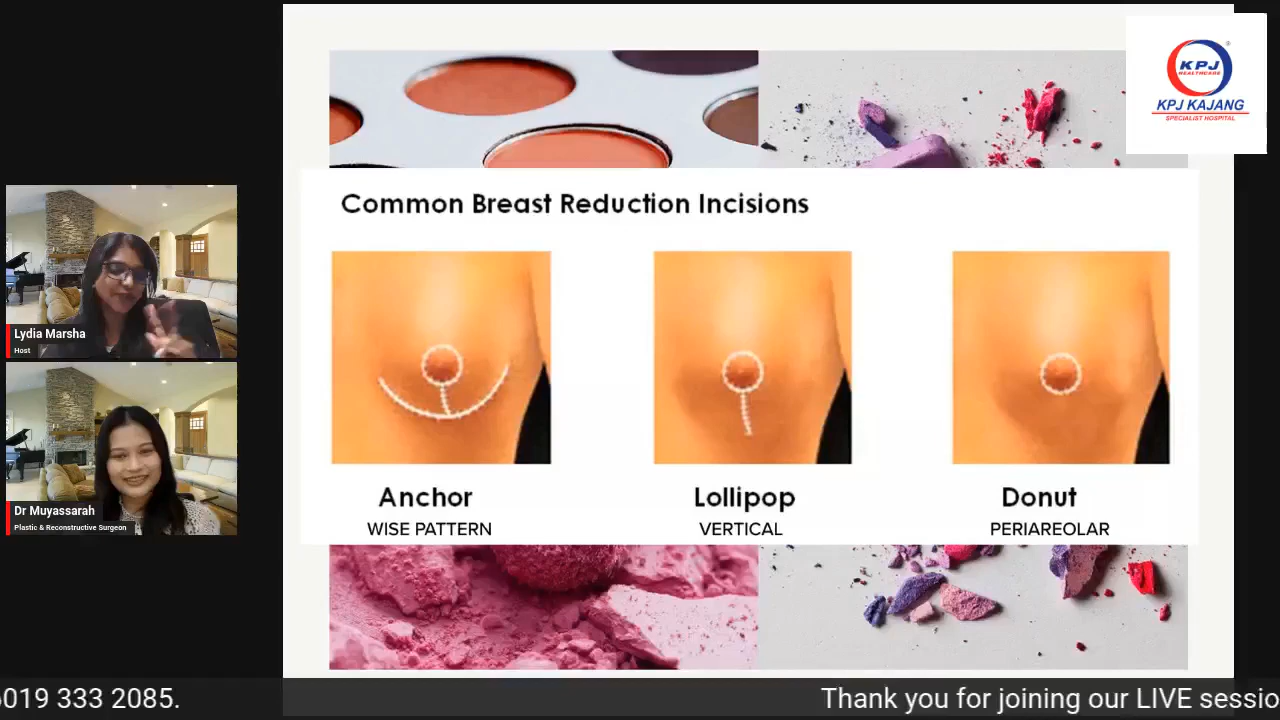 KPJ
HEALTHCARE
KPJ KAJANG
SPECIALIST HOSPITAL
Common Breast Reduction Incisions
Anchor
WISE PATTERN
Lollipop
VERTICAL
Donut
PERIAREOLAR
Lydia Marsha
Host
Dr Muyassarah
Plastic & Reconstructive Surgeon
019 333 2085.
Thank you for joining our LIVE sessio